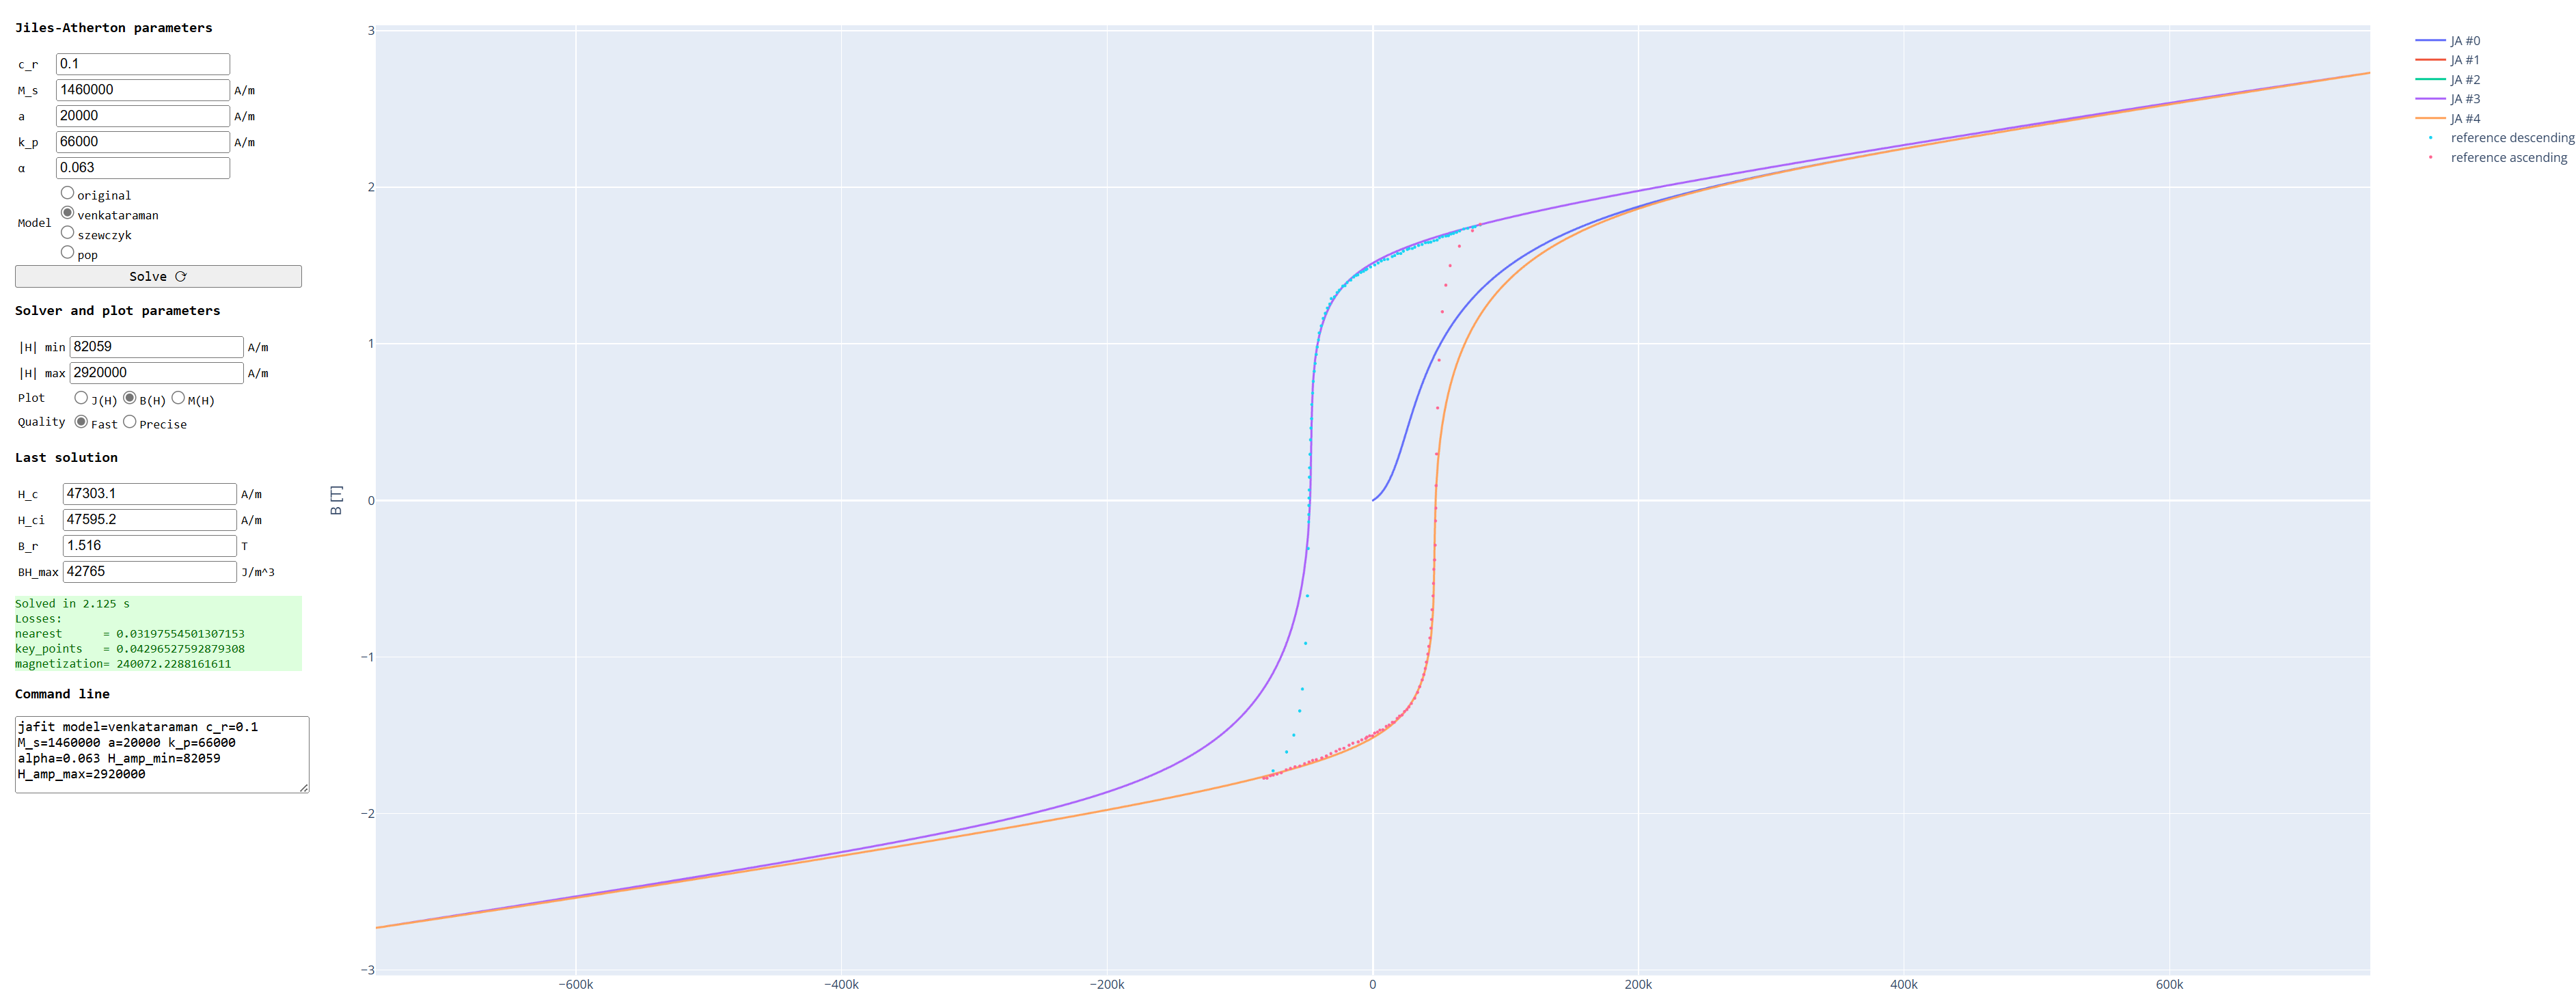 Jiles-Atherton parameters
c_r 0.1
M_s 1460000 A/m
a 20000 A/m
k_p 66000 A/m
α 0.063
Model
original
venkataraman
szewczyk
pop
Solve
Solver and plot parameters
|H| min 82059 A/m
|H| max 2920000 A/m
Plot J(H) B(H) M(H)
Quality Fast Precise
Last solution
H_c 47303.1 A/m
H_ci 47595.2 A/m
B_r 1.516 T
BH_max 42765 J/m^3
Solved in 2.125 s
Losses:
nearest = 0.03197554501307153
key_points = 0.04296527592879308
magnetization= 240072.2288161611
Command line
jafit model=venkataraman c_r=0.1
M_s=1460000 a=20000 k_p=66000
alpha=0.063 H_amp_min=82059
H_amp_max=2920000
B [T]
3
2
1
0
−1
−2
−3
−600k −400k −200k 0 200k 400k 600k
JA #0
JA #1
JA #2
JA #3
JA #4
reference descending
reference ascending